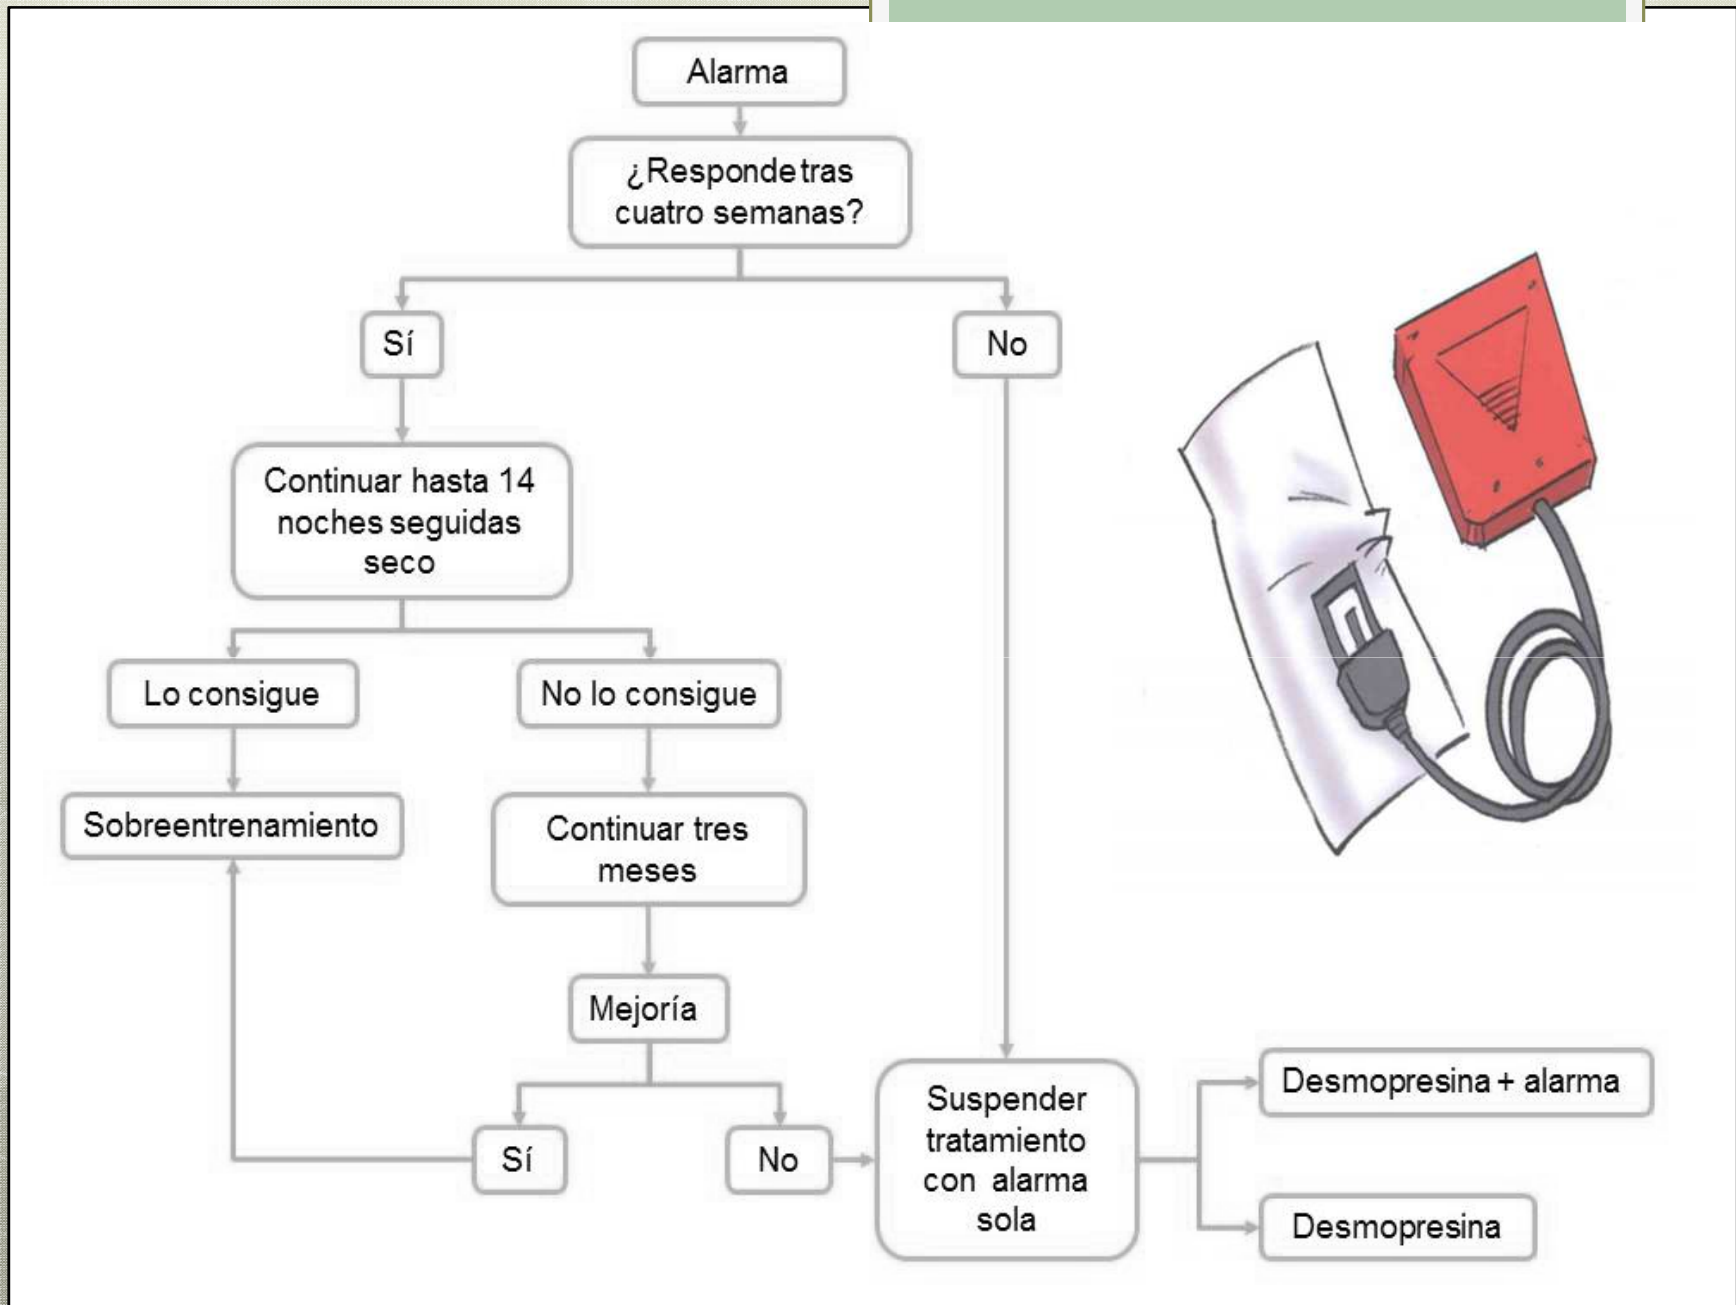 Alarma
¿Responde tras
cuatro semanas?
Sí
No
Continuar hasta 14
noches seguidas
seco
Lo consigue
No lo consigue
Sobreentrenamiento
Continuar tres
meses
Mejoría
Sí
No
Suspender
tratamiento
con alarma
sola
Desmopresina + alarma
Desmopresina